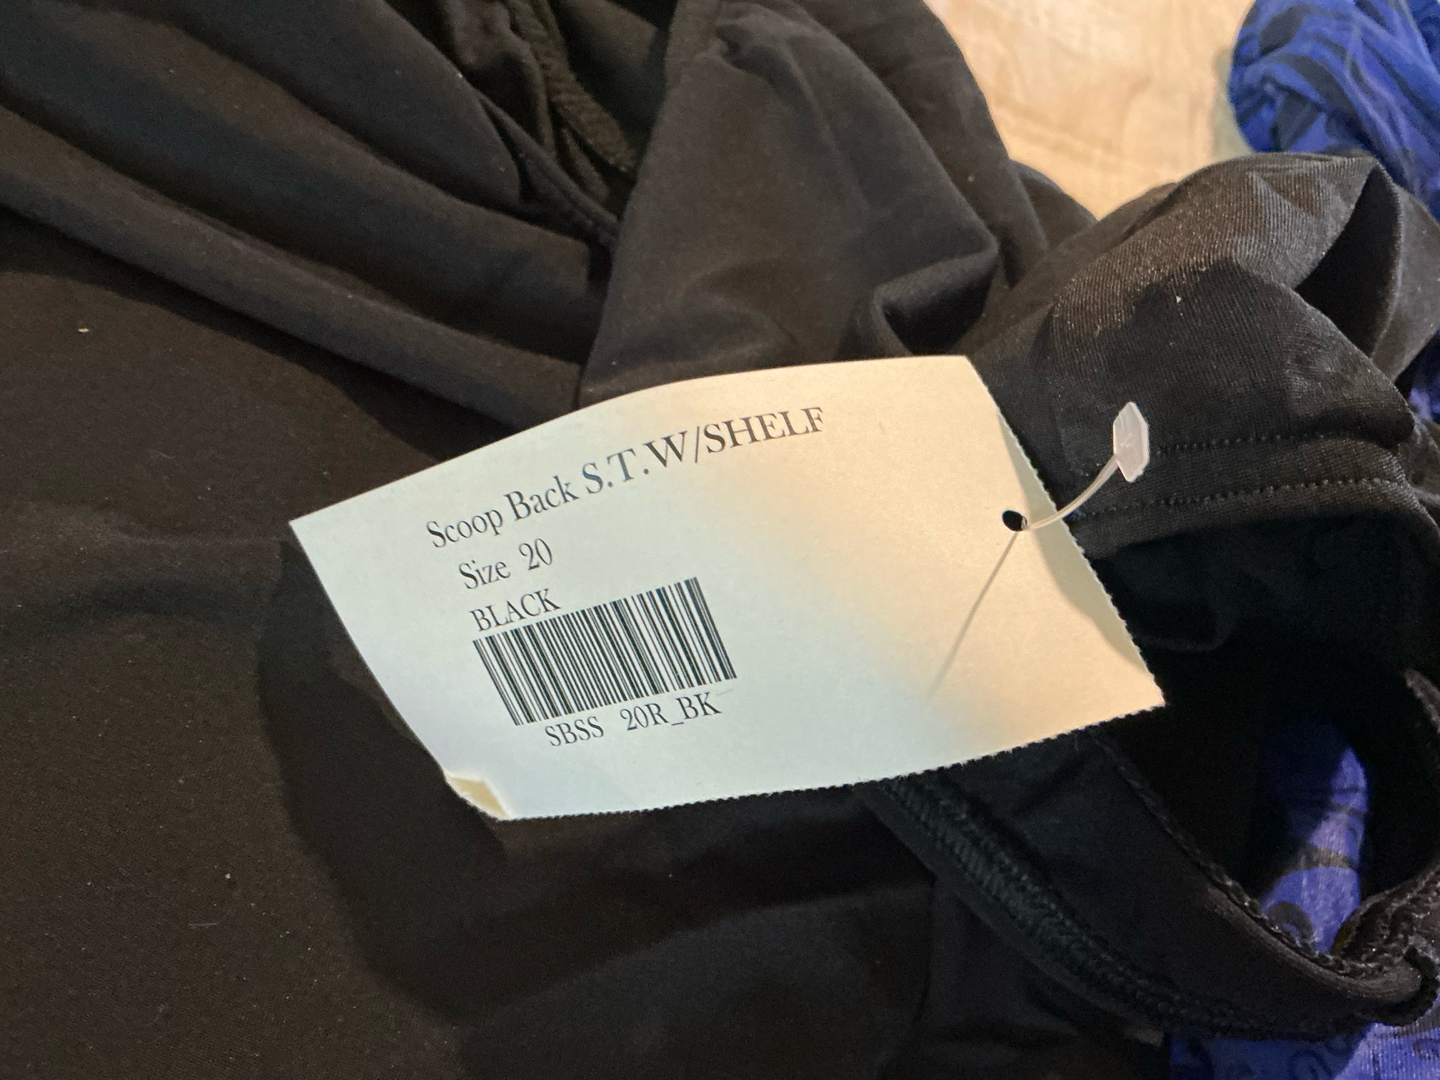 Scoop Back S.T.W/SHELF
Size 20
BLACK
SBSS 20R_BK